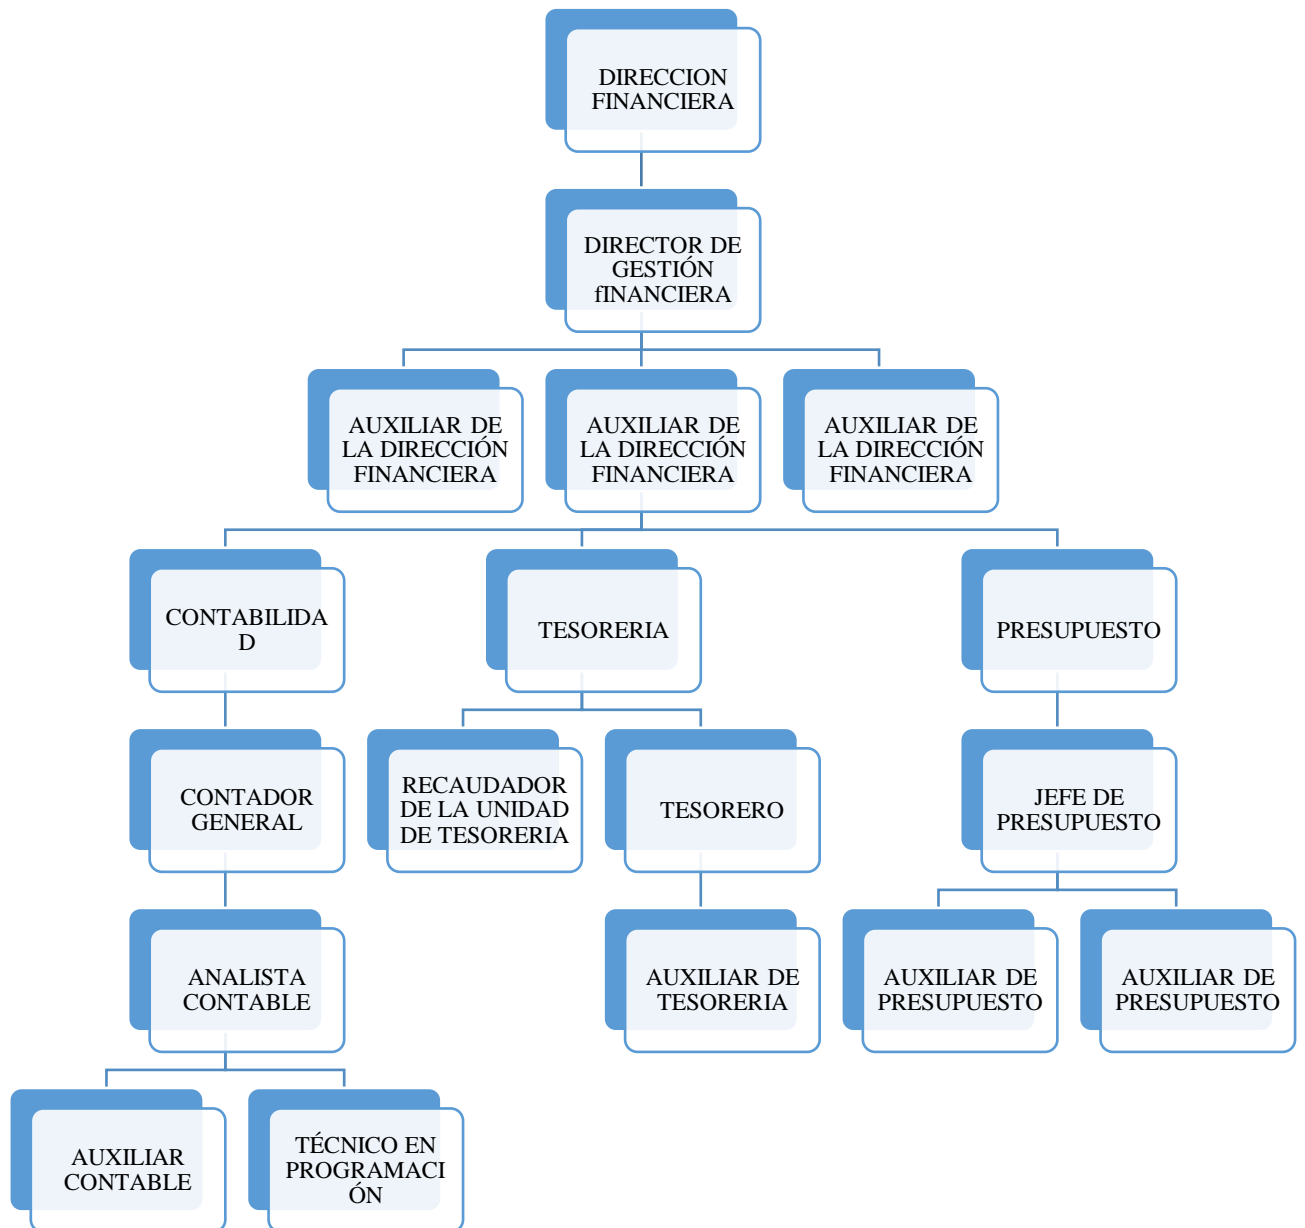 DIRECCION
FINANCIERA
DIRECTOR DE
GESTIÓN
fINANCIERA
AUXILIAR DE
LA DIRECCIÓN
FINANCIERA
AUXILIAR DE
LA DIRECCIÓN
FINANCIERA
AUXILIAR DE
LA DIRECCIÓN
FINANCIERA
CONTABILIDA
D
TESORERIA
PRESUPUESTO
CONTADOR
GENERAL
RECAUDADOR
DE LA UNIDAD
DE TESORERIA
TESORERO
JEFE DE
PRESUPUESTO
ANALISTA
CONTABLE
AUXILIAR DE
TESORERIA
AUXILIAR DE
PRESUPUESTO
AUXILIAR DE
PRESUPUESTO
AUXILIAR
CONTABLE
TÉCNICO EN
PROGRAMACI
ÓN